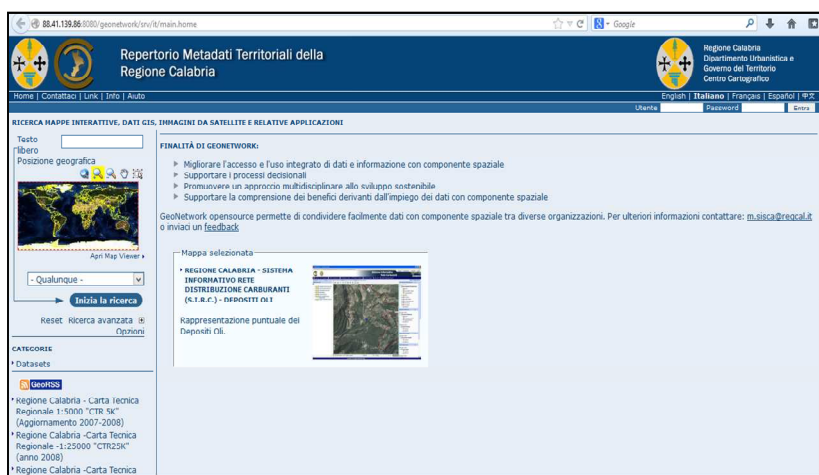 88.41.139.86:8080/geonetwork/srv/it/main.home
Google
Repertorio Metadati Territoriali della
Regione Calabria
Regione Calabria
Dipartimento Urbanistica e
Governo del Territorio
Centro Cartografico
Home | Contattaci | Link | Info | Aiuto
English | Italiano | Français | Español | 中文
Utente Password Entra
RICERCA MAPPE INTERATTIVE, DATI GIS, IMMAGINI DA SATELLITE E RELATIVE APPLICAZIONI
Testo
libero
Posizione geografica
Apri Map Viewer
- Qualunque -
Inizia la ricerca
Reset Ricerca avanzata
Opzioni
CATEGORIE
Datasets
GeoRSS
Regione Calabria - Carta Tecnica
Regionale 1:5000 "CTR 5K"
(Aggiornamento 2007-2008)
Regione Calabria -Carta Tecnica
Regionale -1:25000 "CTR25K"
(anno 2008)
Regione Calabria -Carta Tecnica
FINALITÀ DI GEONETWORK:
Migliorare l'accesso e l'uso integrato di dati e informazione con componente spaziale
Supportare i processi decisionali
Promuovere un approccio multidisciplinare allo sviluppo sostenibile
Supportare la comprensione dei benefici derivanti dall'impiego dei dati con componente spaziale
GeoNetwork opensource permette di condividere facilmente dati con componente spaziale tra diverse organizzazioni. Per ulteriori informazioni contattare: m.sisca@regcal.it
o inviaci un feedback
Mappa selezionata
REGIONE CALABRIA - SISTEMA
INFORMATIVO RETE
DISTRIBUZIONE CARBURANTI
(S.I.R.C.) - DEPOSITI OLI
Rappresentazione puntuale dei
Depositi Oli.